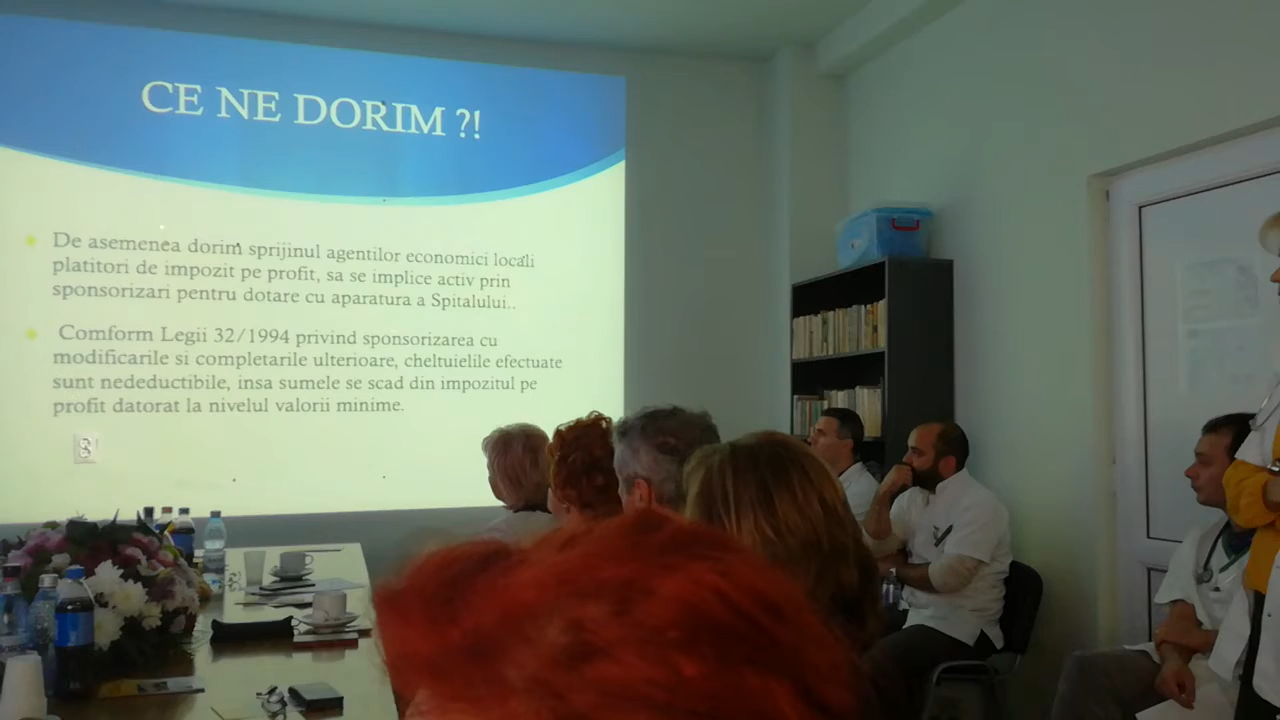 CE NE DORIM ?!
De asemenea dorim sprijinul agentilor economici locali
platitori de impozit pe profit, sa se implice activ prin
sponsorizari pentru dotare cu aparatura a Spitalului..
Comform Legii 32/1994 privind sponsorizarea cu
modificarile si completarile ulterioare, cheltuielile efectuate
sunt nedeductibile, insa sumele se scad din impozitul pe
profit datorat la nivelul valorii minime.